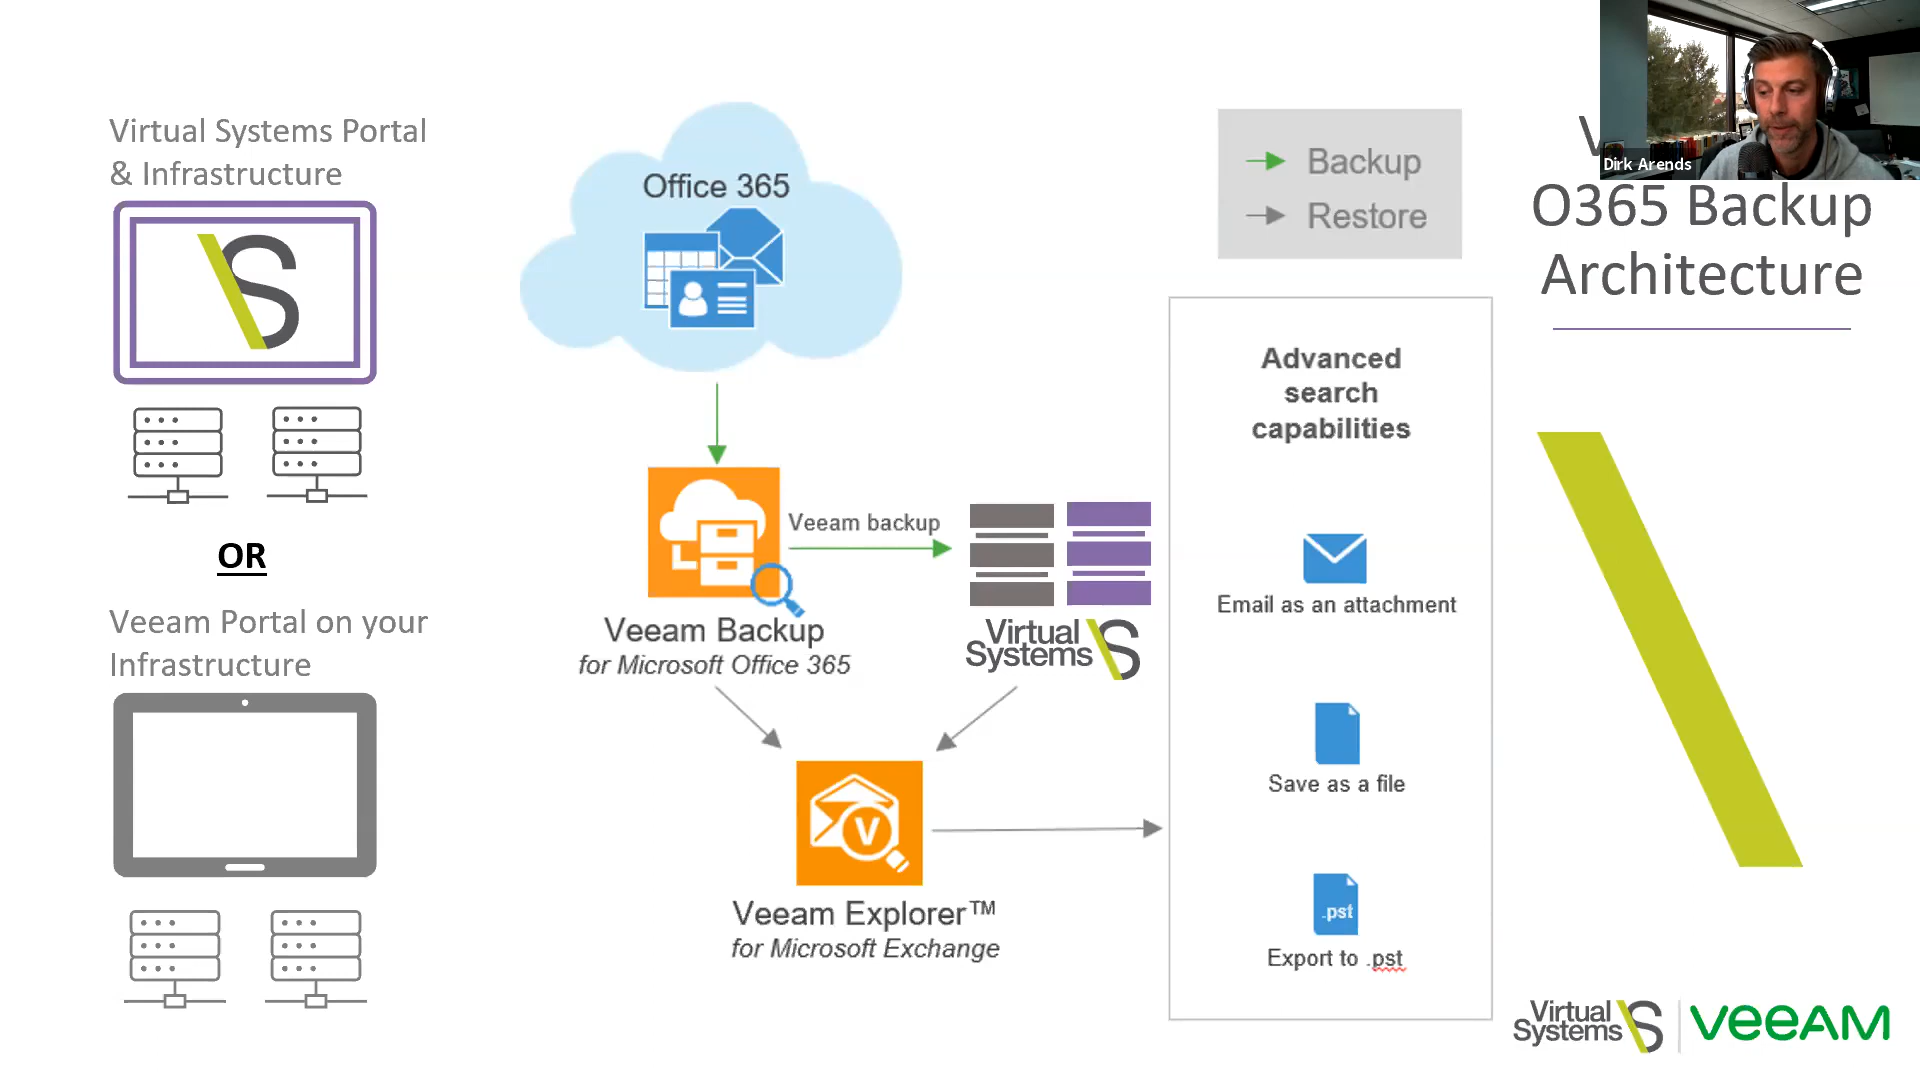 Virtual Systems Portal
& Infrastructure
S
OR
Veeam Portal on your
Infrastructure
Office 365
Veeam backup
Veeam Backup
for Microsoft Office 365
Virtual
Systems S
V
Veeam Explorer™
for Microsoft Exchange
Backup
Restore
Advanced
search
capabilities
Email as an attachment
Save as a file
.pst
Export to .pst
Dirk Arends
O365 Backup
Architecture
Virtual
Systems S
veeAM